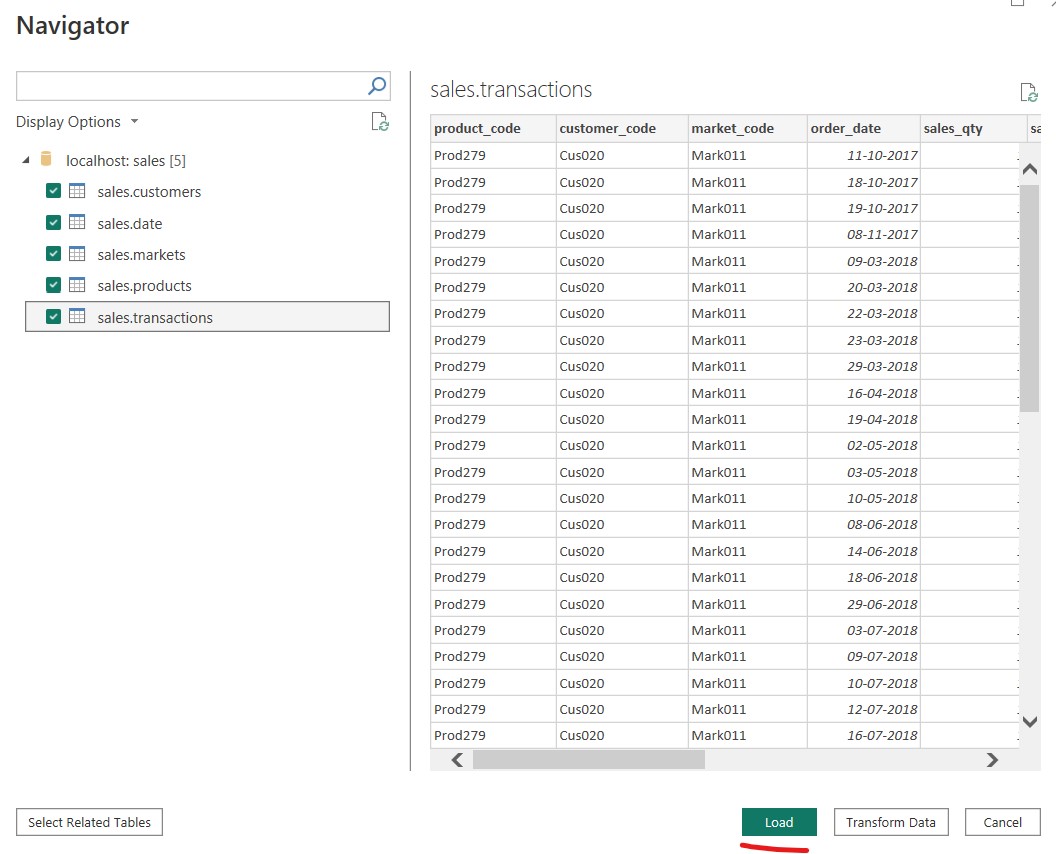 Navigator
Display Options
localhost: sales [5]
sales.customers
sales.date
sales.markets
sales.products
sales.transactions
sales.transactions
product_code customer_code market_code order_date sales_qty sa
Prod279 Cus020 Mark011 11-10-2017
Prod279 Cus020 Mark011 18-10-2017
Prod279 Cus020 Mark011 19-10-2017
Prod279 Cus020 Mark011 08-11-2017
Prod279 Cus020 Mark011 09-03-2018
Prod279 Cus020 Mark011 20-03-2018
Prod279 Cus020 Mark011 22-03-2018
Prod279 Cus020 Mark011 23-03-2018
Prod279 Cus020 Mark011 29-03-2018
Prod279 Cus020 Mark011 16-04-2018
Prod279 Cus020 Mark011 19-04-2018
Prod279 Cus020 Mark011 02-05-2018
Prod279 Cus020 Mark011 03-05-2018
Prod279 Cus020 Mark011 10-05-2018
Prod279 Cus020 Mark011 08-06-2018
Prod279 Cus020 Mark011 14-06-2018
Prod279 Cus020 Mark011 18-06-2018
Prod279 Cus020 Mark011 29-06-2018
Prod279 Cus020 Mark011 03-07-2018
Prod279 Cus020 Mark011 09-07-2018
Prod279 Cus020 Mark011 10-07-2018
Prod279 Cus020 Mark011 12-07-2018
Prod279 Cus020 Mark011 16-07-2018
Select Related Tables Load Transform Data Cancel